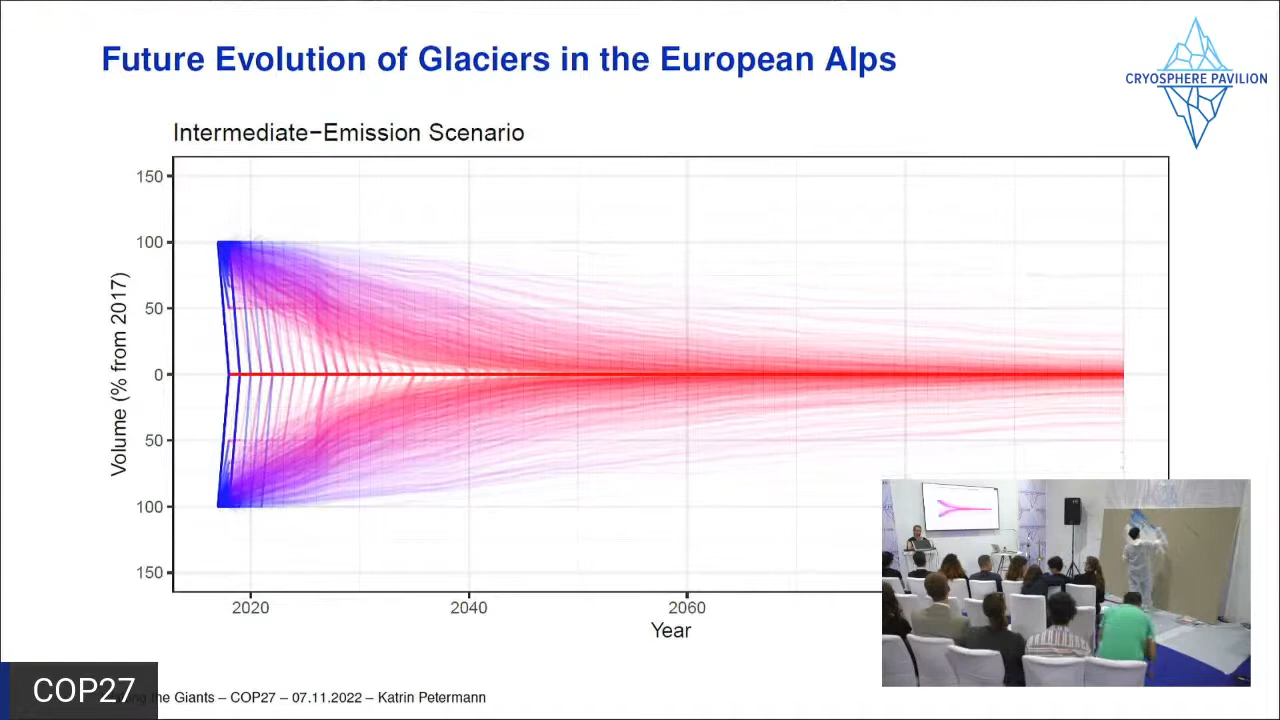 Future Evolution of Glaciers in the European Alps
CRYOSPHERE PAVILION
Intermediate−Emission Scenario
Volume (% from 2017)
150
100
50
0
50
100
150
2020
2040
2060
Year
COP27
the Giants – COP27 – 07.11.2022 – Katrin Petermann